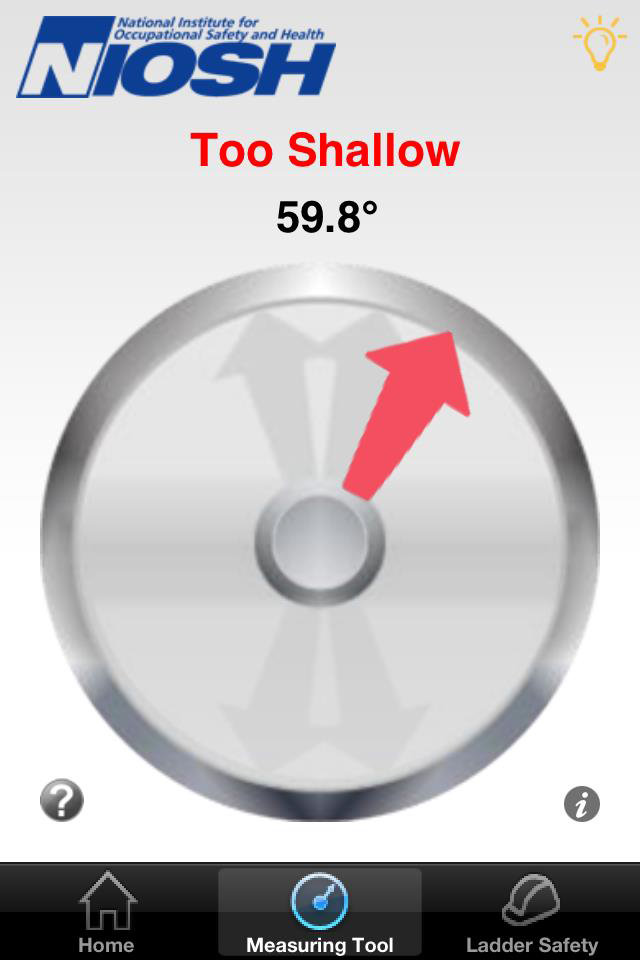 National Institute for
Occupational Safety and Health
NIOSH
Too Shallow
59.8°
?
i
Home
Measuring Tool
Ladder Safety